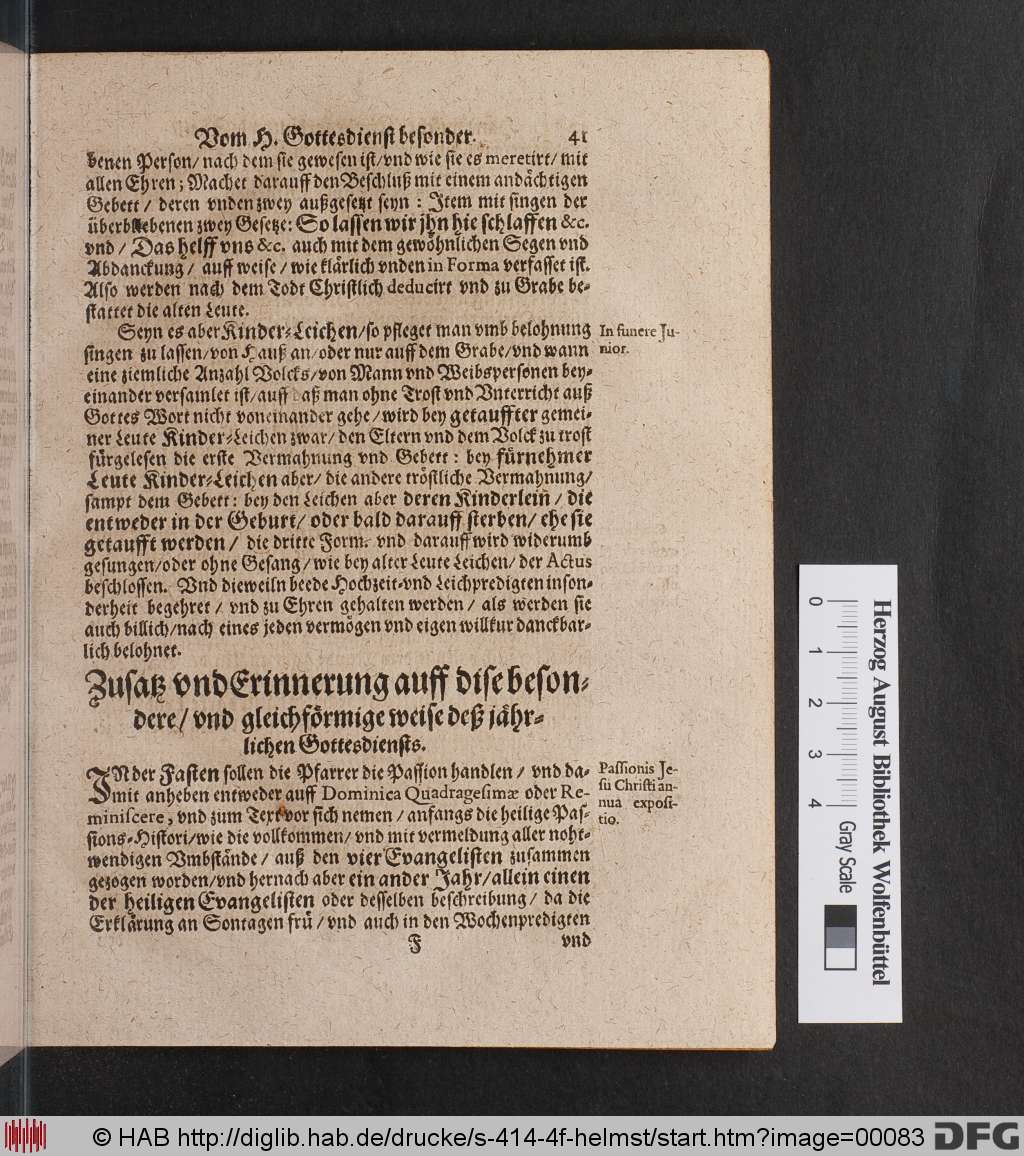 Vom H. Gottesdienst besonder. 41
benen Person/ nach dem sie gewesen ist/ vnd wie sie es meretirt/ mit
allen Ehren; Machet darauff den Beschluß mit einem andächtigen
Gebett/ deren vnden zwey außgesetzt seyn: Item mit singen der
überbliebenen zwey Gesetze: So lassen wir jhn hie schlaffen &c.
vnd/ Das helff vns &c. auch mit dem gewöhnlichen Segen vnd
Abdanckung/ auff weise/ wie klärlich vnden in Forma verfasset ist.
Also werden nach dem Todt Christlich deducirt vnd zu Grabe be-
stattet die alten Leute.
Seyn es aber Kinder-Leichen/ so pfleget man vmb belohnung
singen zu lassen/ von Hauß an/ oder nur auff dem Grabe/ vnd wann
eine ziemliche Anzahl Volcks/ von Mann vnd Weibspersonen bey-
einander versamlet ist/ auff daß man ohne Trost vnd Vnterricht auß
Gottes Wort nicht voneinander gehe/ wird bey getauffter gemei-
ner Leute Kinder-Leichen zwar/ den Eltern vnd dem Volck zu trost
fürgelesen die erste Vermahnung vnd Gebett: bey fürnehmer
Leute Kinder-Leichen aber/ die andere tröstliche Vermahnung/
sampt dem Gebett: bey den Leichen aber deren Kinderlein/ die
entweder in der Geburt/ oder bald darauff sterben/ ehe sie
getaufft werden/ die dritte Form. vnd darauff wird widerumb
gesungen/ oder ohne Gesang/ wie bey alter Leute Leichen/ der Actus
beschlossen. Vnd dieweiln beede Hochzeit-vnd Leichpredigten inson-
derheit begehret/ vnd zu Ehren gehalten werden/ als werden sie
auch billich/ nach eines jeden vermögen vnd eigen willkur danckbar-
lich belohnet.
In funere Ju-
nior.
Zusatz vnd Erinnerung auff dise beson-
dere/ vnd gleichförmige weise deß jähr-
lichen Gottesdiensts.
IN der Fasten sollen die Pfarrer die Passion handlen/ vnd da-
mit anheben entweder auff Dominica Quadragesimæ oder Re-
miniscere, vnd zum Text vor sich nemen/ anfangs die heilige Pas-
sions-Histori/ wie die vollkommen/ vnd mit vermeldung aller noht-
wendigen Vmbstände/ auß den vier Evangelisten zusammen
gezogen worden/ vnd hernach aber ein ander Jahr/ allein einen
der heiligen Evangelisten oder desselben beschreibung/ da die
Erklärung an Sontagen frü/ vnd auch in den Wochenpredigten
Passionis Je-
su Christi an-
nua exposi-
tio.
F vnd
0 1 2 3 4
Gray Scale
Herzog August Bibliothek Wolfenbüttel
© HAB http://diglib.hab.de/drucke/s-414-4f-helmst/start.htm?image=00083 DFG